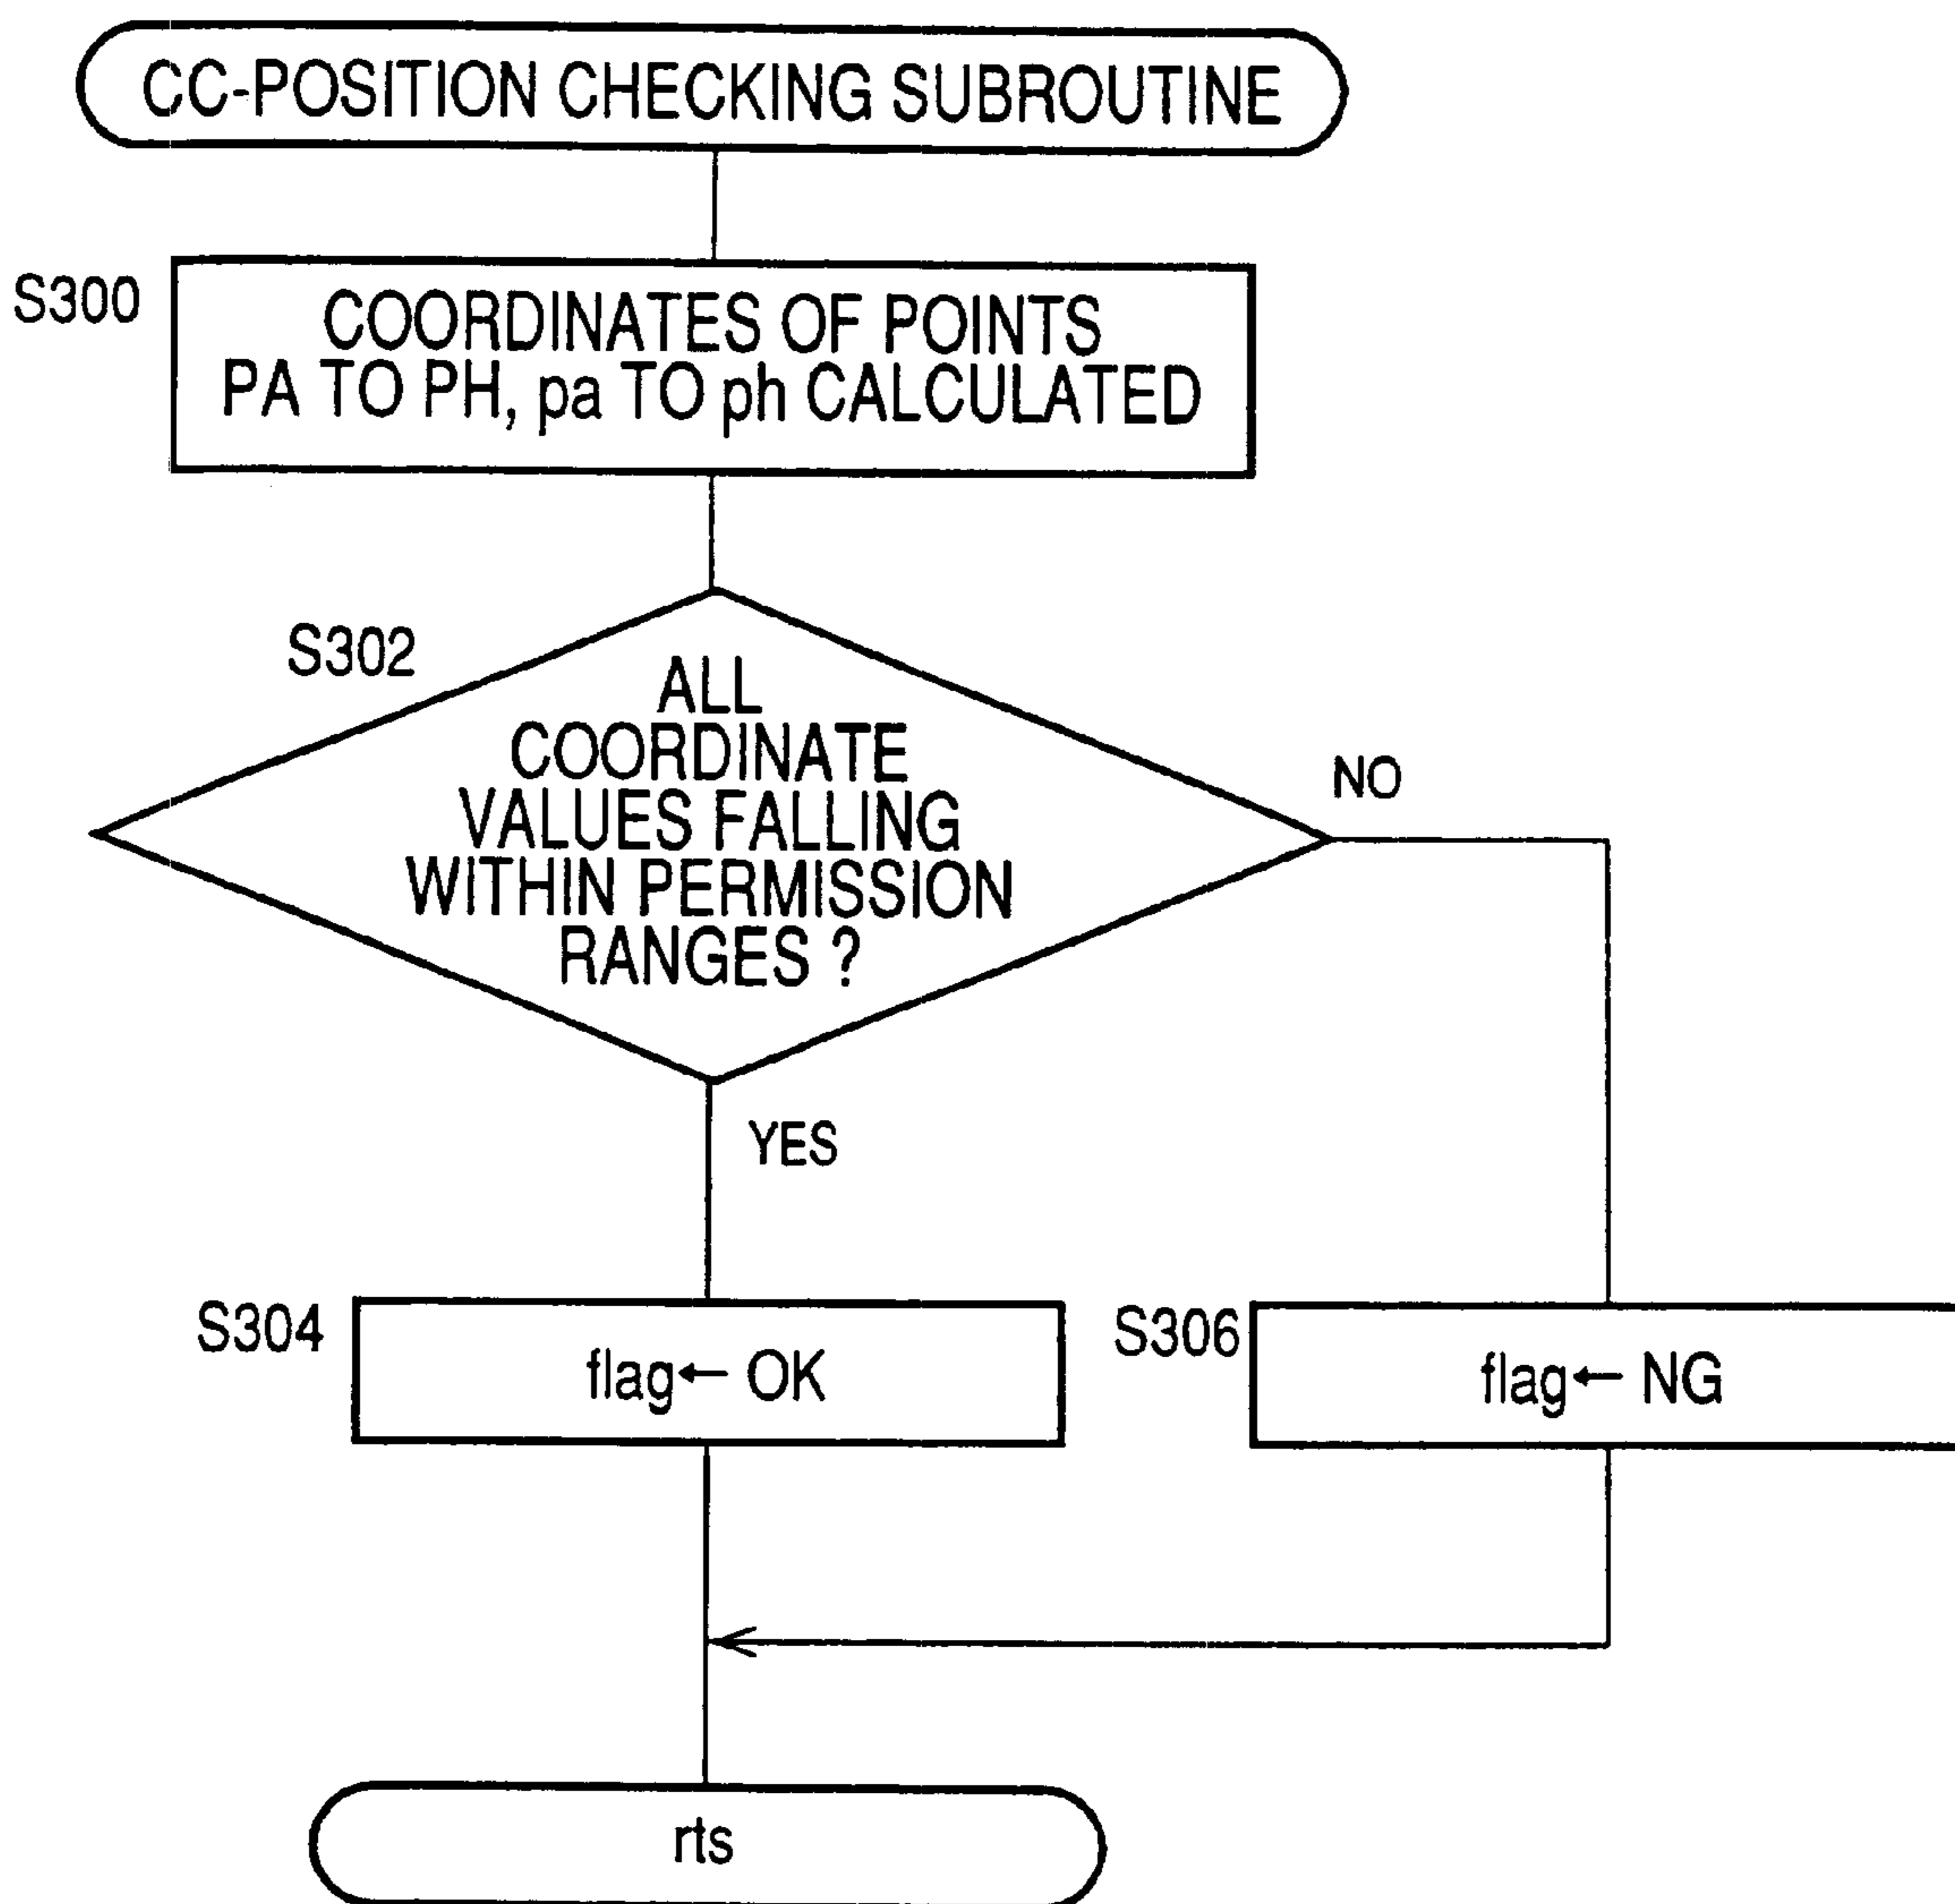 CC-POSITION CHECKING SUBROUTINE
S300
COORDINATES OF POINTS
PA TO PH, pa TO ph CALCULATED
S302
ALL
COORDINATE
VALUES FALLING
WITHIN PERMISSION
RANGES ?
NO
YES
S304
flag← OK
S306
flag← NG
rts